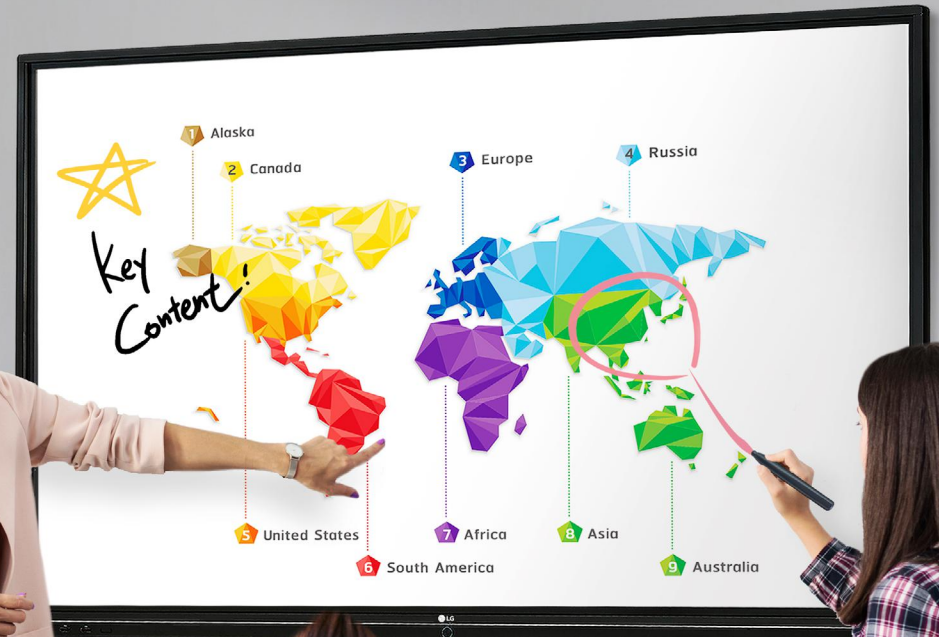 1 Alaska
2 Canada
3 Europe
4 Russia
Key
Content!
5 United States
7 Africa
8 Asia
6 South America
9 Australia
LG